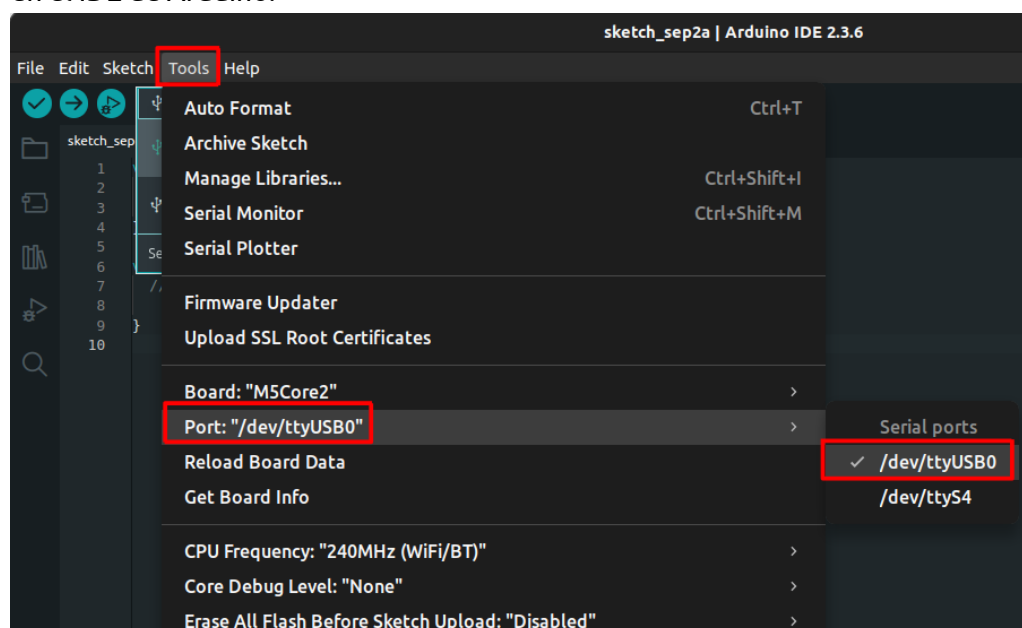 sketch_sep2a | Arduino IDE 2.3.6
File Edit Sketch Tools Help
sketch_sep
Auto Format Ctrl+T
Archive Sketch
Manage Libraries... Ctrl+Shift+I
Serial Monitor Ctrl+Shift+M
Serial Plotter
Se
1
2
3
4
5
6
7 //
8
9 }
10
Firmware Updater
Upload SSL Root Certificates
Board: "M5Core2" >
Port: "/dev/ttyUSB0" >
Reload Board Data
Get Board Info
Serial ports
✓ /dev/ttyUSB0
/dev/ttyS4
CPU Frequency: "240MHz (WiFi/BT)" >
Core Debug Level: "None" >
Erase All Flash Before Sketch Upload: "Disabled" >